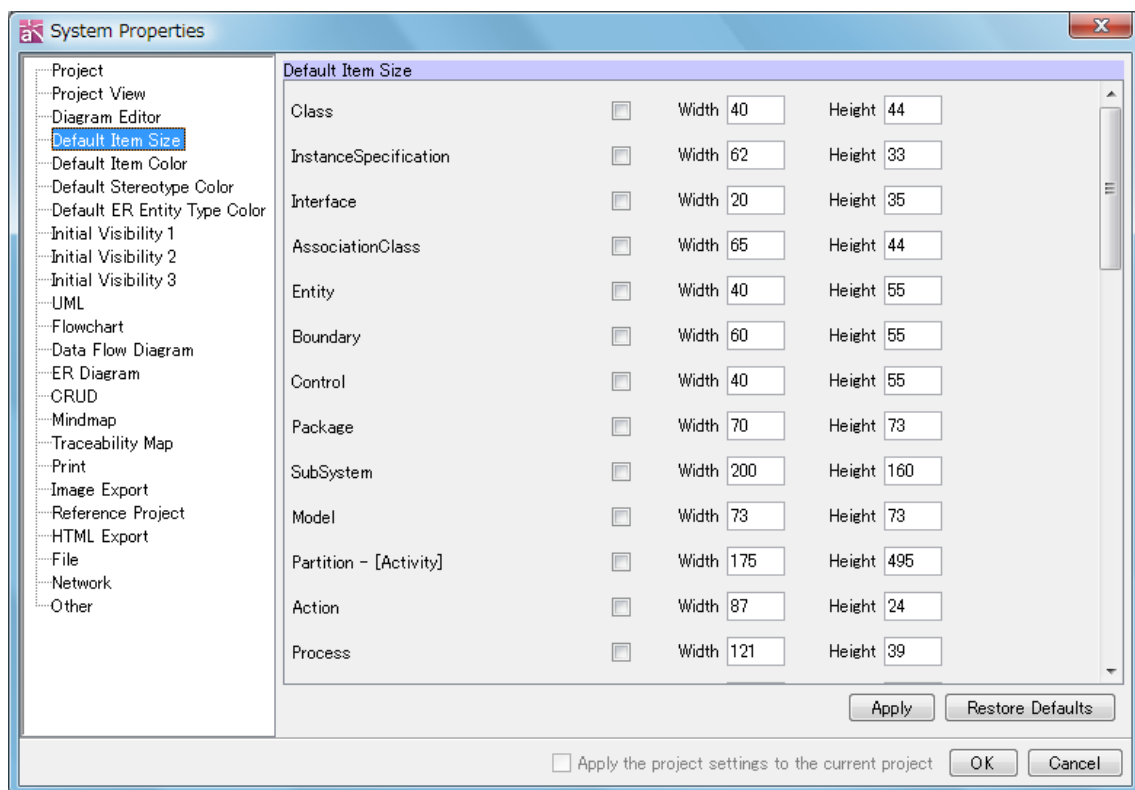 System Properties
Project
Project View
Diagram Editor
Default Item Size
Default Item Color
Default Stereotype Color
Default ER Entity Type Color
Initial Visibility 1
Initial Visibility 2
Initial Visibility 3
UML
Flowchart
Data Flow Diagram
ER Diagram
CRUD
Mindmap
Traceability Map
Print
Image Export
Reference Project
HTML Export
File
Network
Other
Default Item Size
Class Width 40 Height 44
InstanceSpecification Width 62 Height 33
Interface Width 20 Height 35
AssociationClass Width 65 Height 44
Entity Width 40 Height 55
Boundary Width 60 Height 55
Control Width 40 Height 55
Package Width 70 Height 73
SubSystem Width 200 Height 160
Model Width 73 Height 73
Partition - [Activity] Width 175 Height 495
Action Width 87 Height 24
Process Width 121 Height 39
Apply Restore Defaults
Apply the project settings to the current project OK Cancel